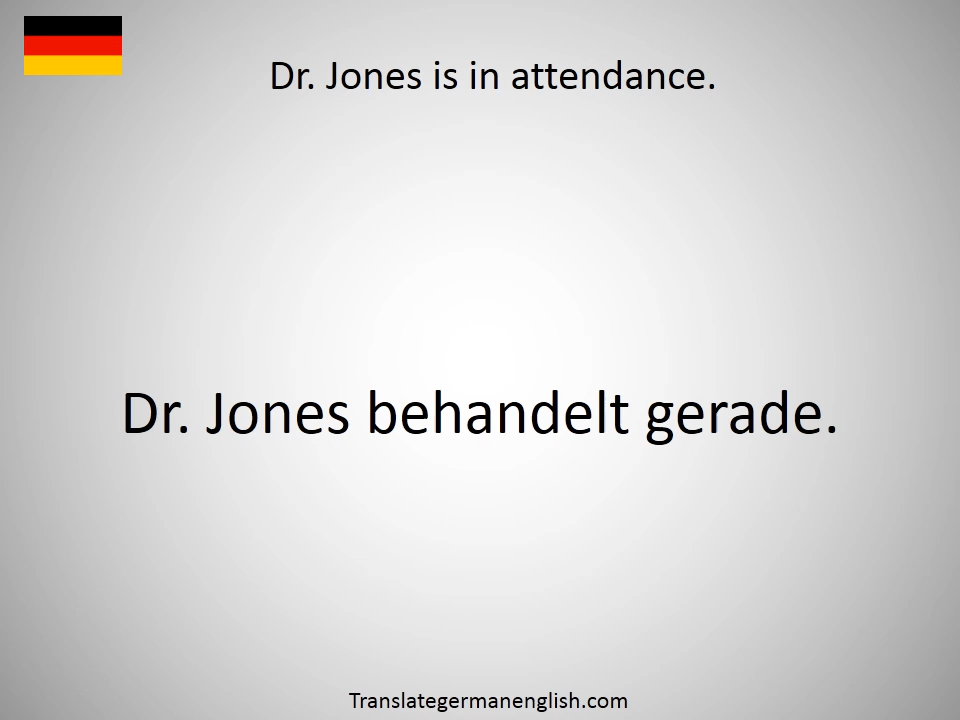 Dr. Jones is in attendance.
Dr. Jones behandelt gerade.
Translategermanenglish.com